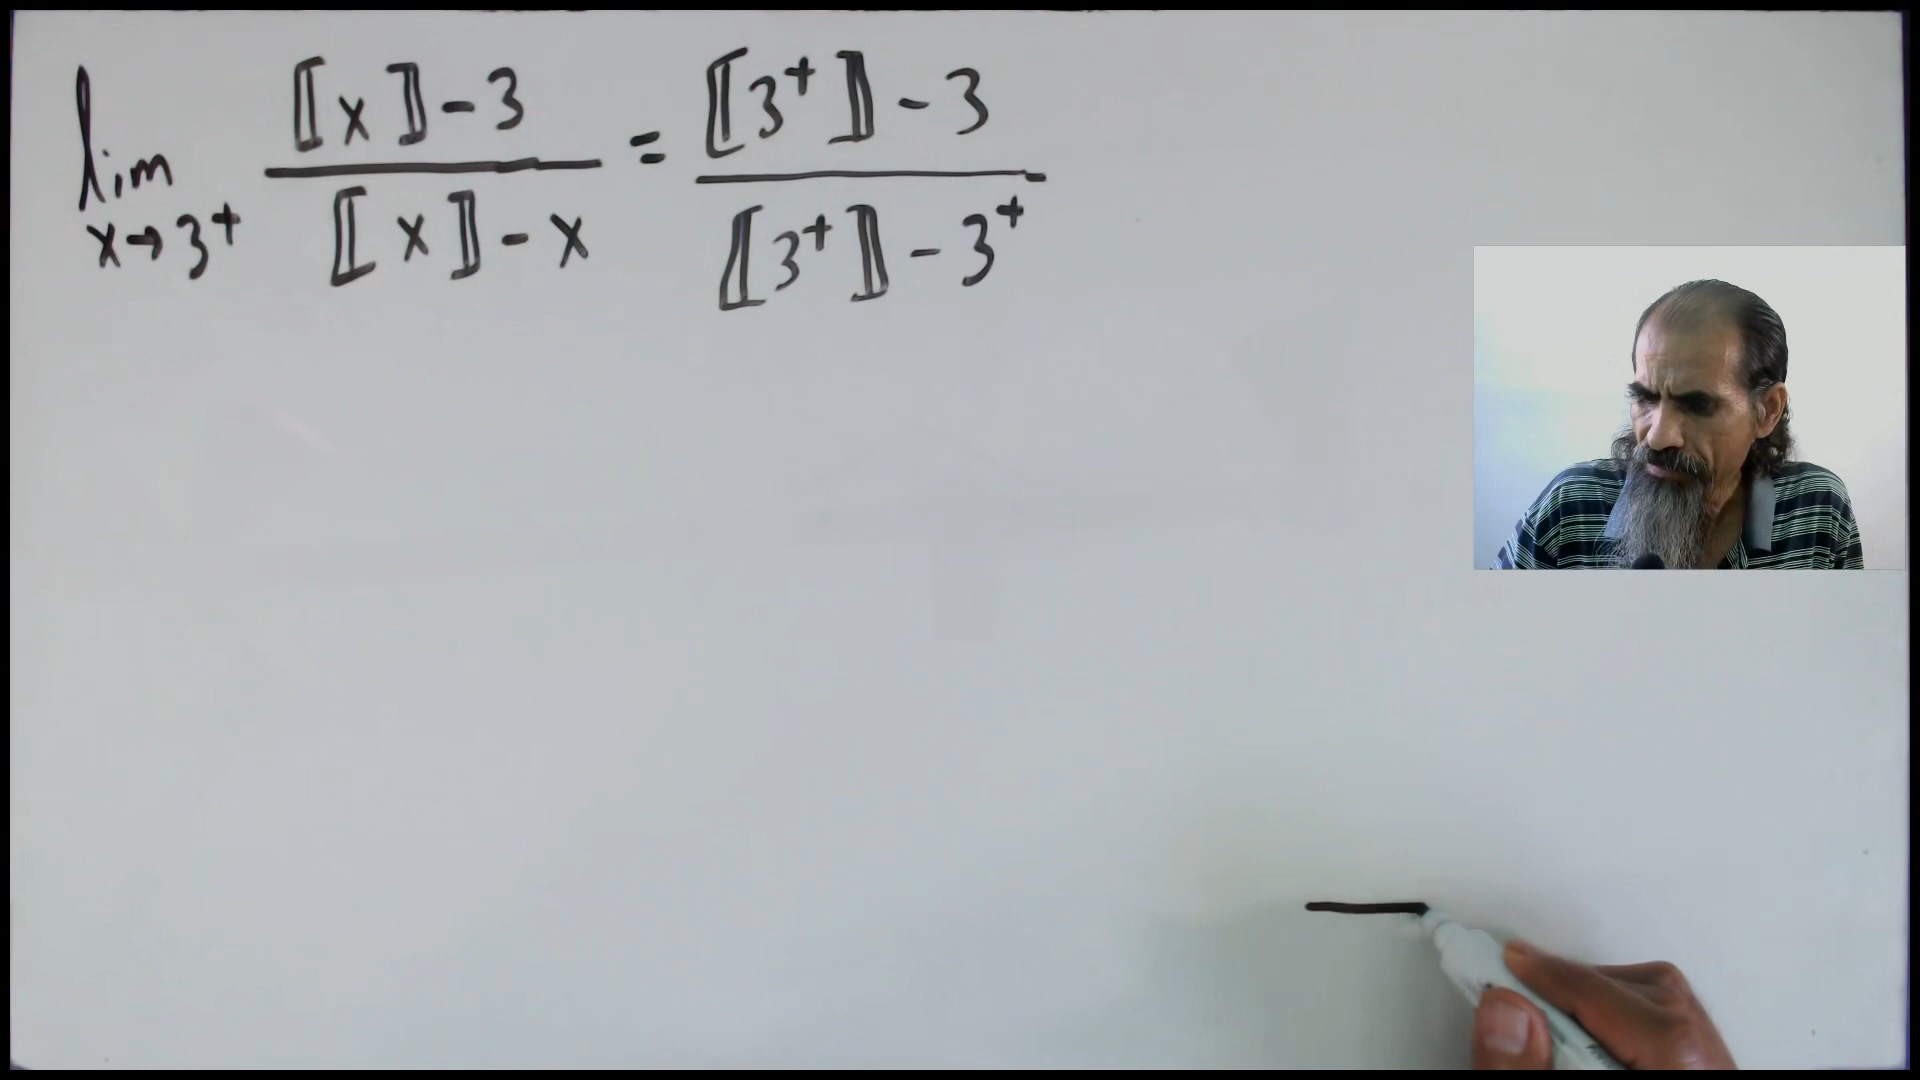 lim x→3⁺ (⟦x⟧-3)/(⟦x⟧-x) = (⟦3⁺⟧-3)/(⟦3⁺⟧-3⁺)